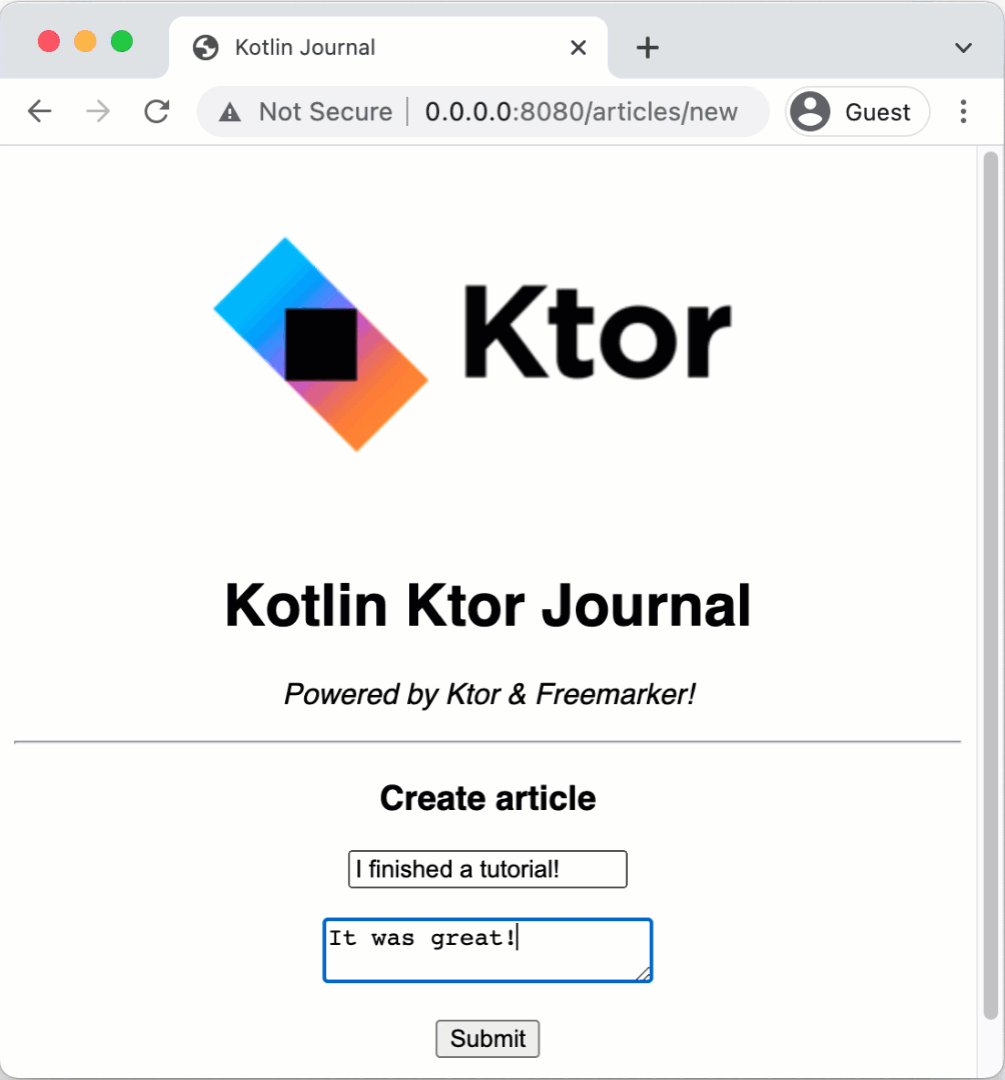 Kotlin Journal
Not Secure 0.0.0.0:8080/articles/new Guest
Ktor
Kotlin Ktor Journal
Powered by Ktor & Freemarker!
Create article
I finished a tutorial!
It was great!
Submit